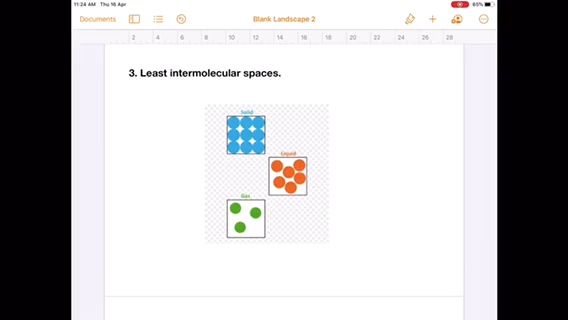 11:24 AM Thu 16 Apr
65%
Documents
Blank Landscape 2
2 4 6 8 10 12 14 16 18 20 22 24 26 28
3. Least intermolecular spaces.
Solid
Liquid
Gas